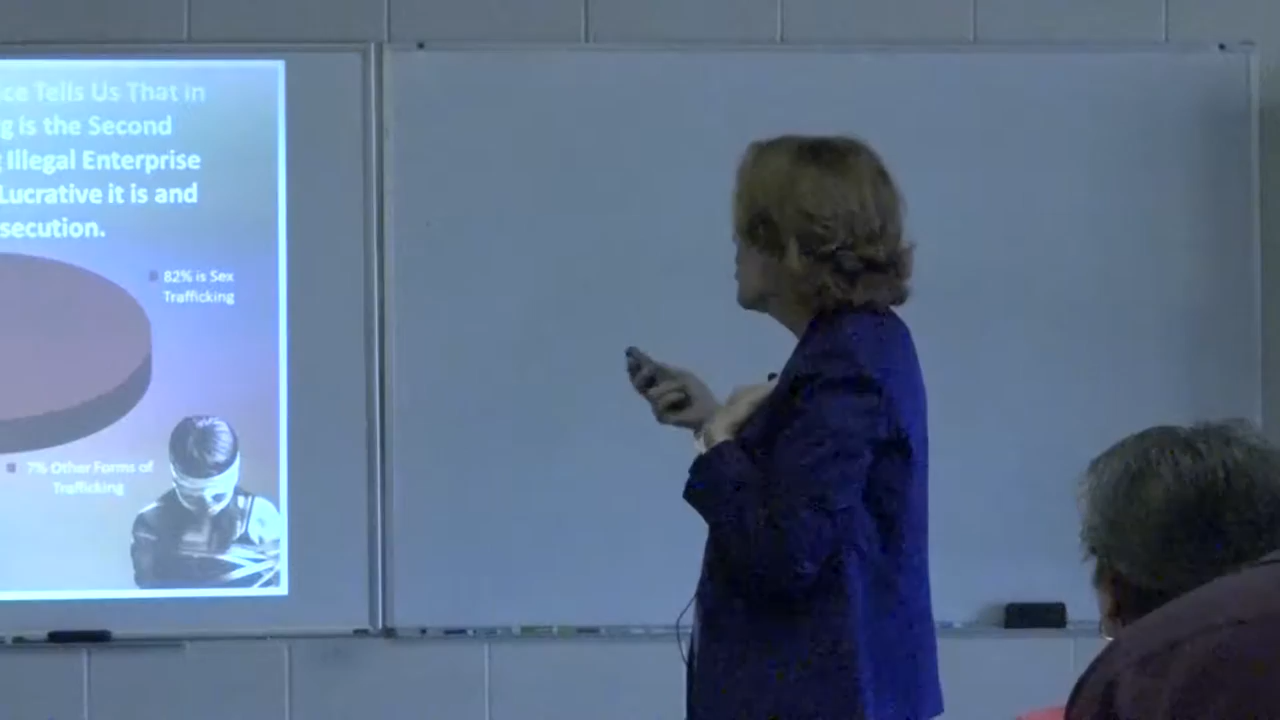 ce Tells Us That in
g is the Second
g Illegal Enterprise
Lucrative it is and
secution.
82% is Sex
Trafficking
7% Other Forms of
Trafficking